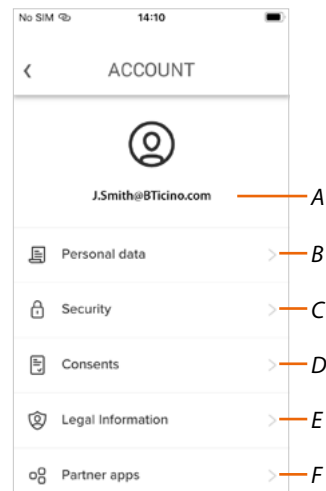 No SIM 14:10
ACCOUNT
J.Smith@BTicino.com A
Personal data B
Security C
Consents D
Legal Information E
Partner apps F